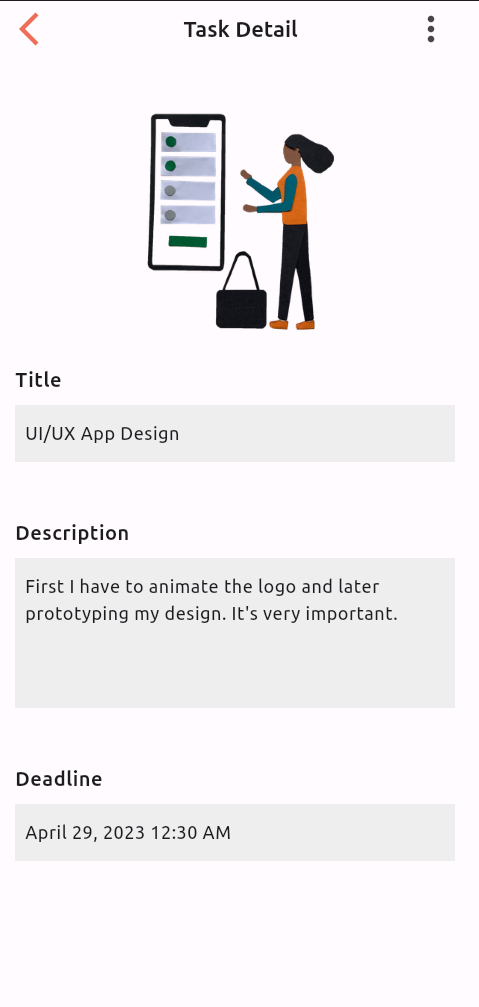 Task Detail
Title
UI/UX App Design
Description
First I have to animate the logo and later
prototyping my design. It's very important.
Deadline
April 29, 2023 12:30 AM